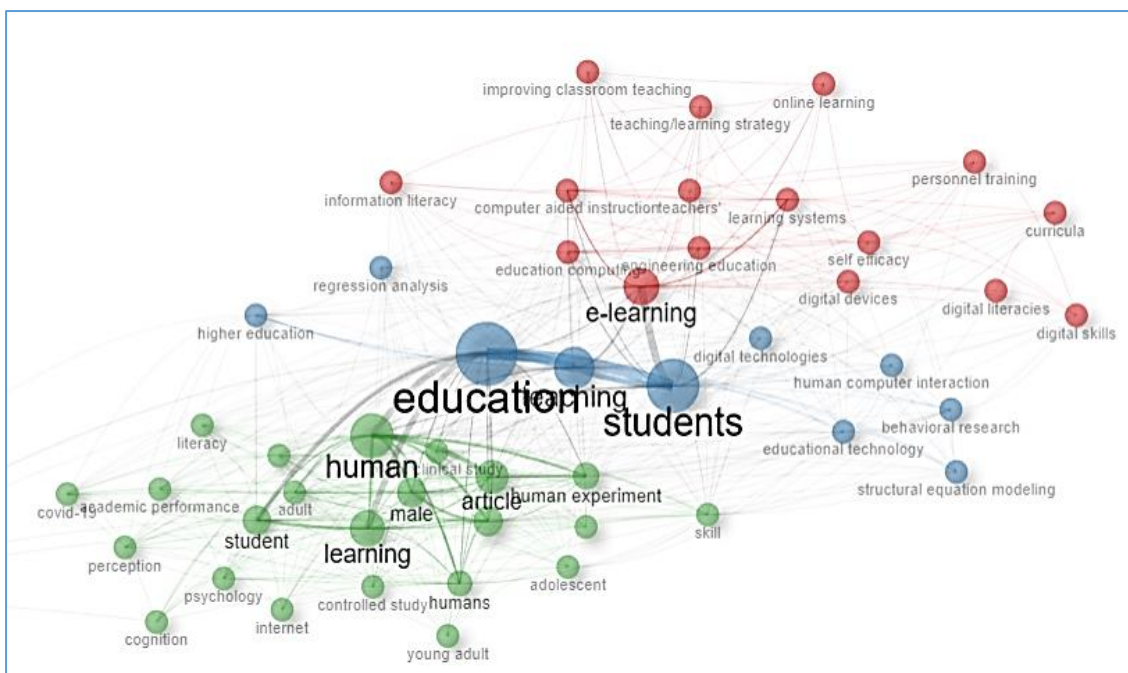 improving classroom teaching
online learning
teaching/learning strategy
personnel training
information literacy
computer aided instruction
teachers'
learning systems
curricula
self efficacy
education computing
engineering education
regression analysis
digital devices
digital literacies
e-learning
higher education
digital skills
digital technologies
human computer interaction
education
teaching
students
behavioral research
literacy
educational technology
human
clinical study
structural equation modeling
covid-19
academic performance
adult
male
article
human experiment
student
learning
skill
perception
psychology
controlled study
humans
adolescent
internet
cognition
young adult